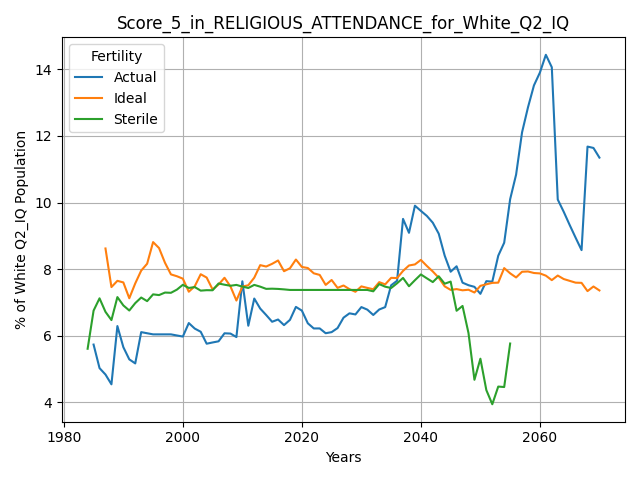 Score_5_in_RELIGIOUS_ATTENDANCE_for_White_Q2_IQ
Fertility
Actual
Ideal
Sterile
% of White Q2_IQ Population
14
12
10
8
6
4
1980
2000
2020
2040
2060
Years